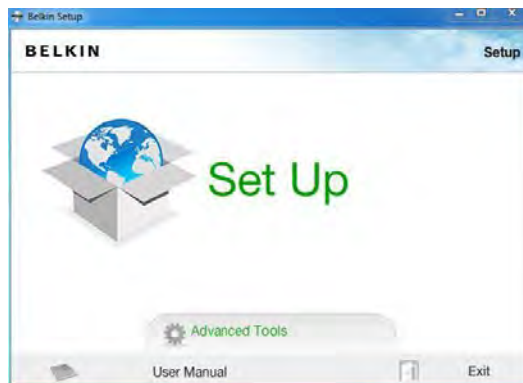 Belkin Setup
BELKIN
Setup
Set Up
Advanced Tools
User Manual
Exit